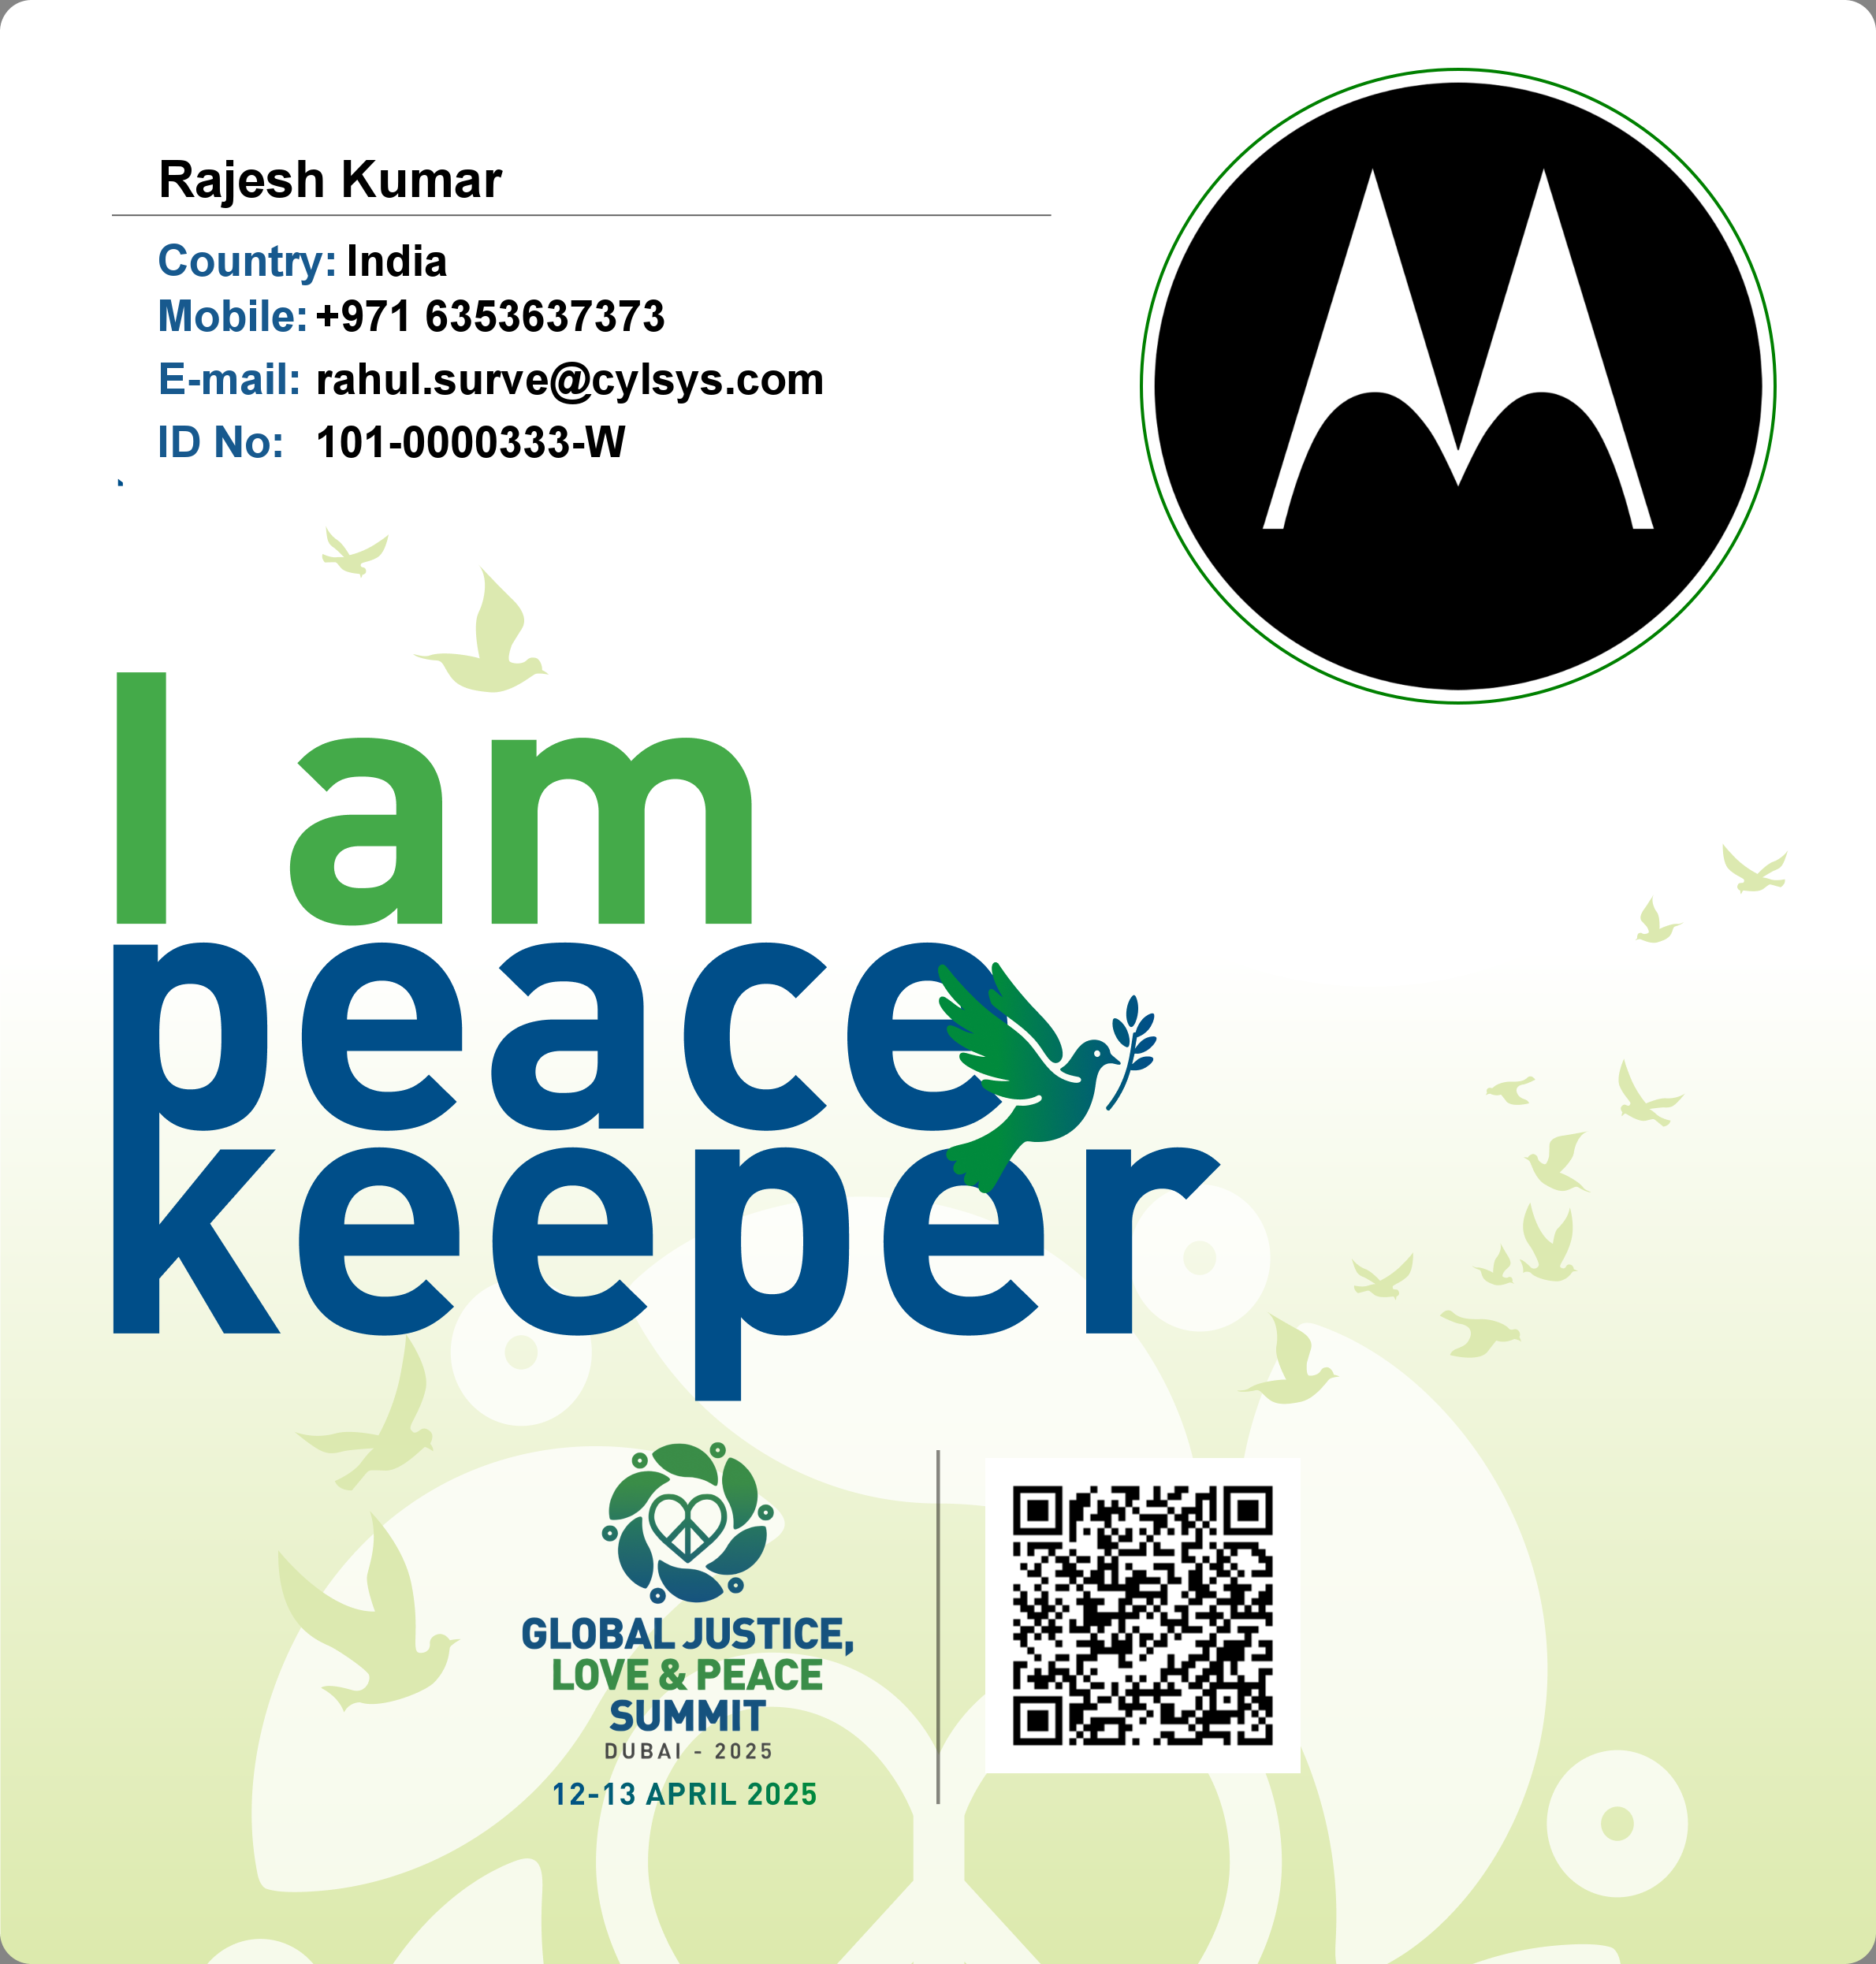 Rajesh Kumar
Country: India
Mobile: +971 6353637373
E-mail: rahul.surve@cylsys.com
ID No: 101-0000333-W
I am
peace
keeper
GLOBAL JUSTICE,
LOVE & PEACE
SUMMIT
DUBAI - 2025
12-13 APRIL 2025